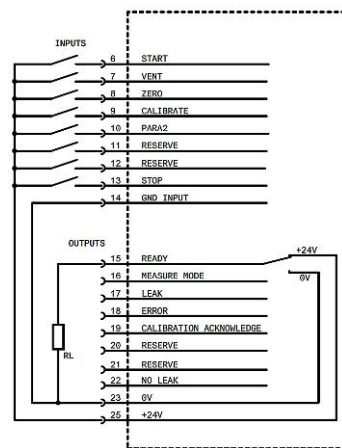 INPUTS
6 START
7 VENT
8 ZERO
9 CALIBRATE
10 PARA2
11 RESERVE
12 RESERVE
13 STOP
14 GND INPUT
OUTPUTS
15 READY
+24V
16 MEASURE MODE
0V
17 LEAK
18 ERROR
19 CALIBRATION ACKNOWLEDGE
20 RESERVE
RL
21 RESERVE
22 NO LEAK
23 0V
25 +24V